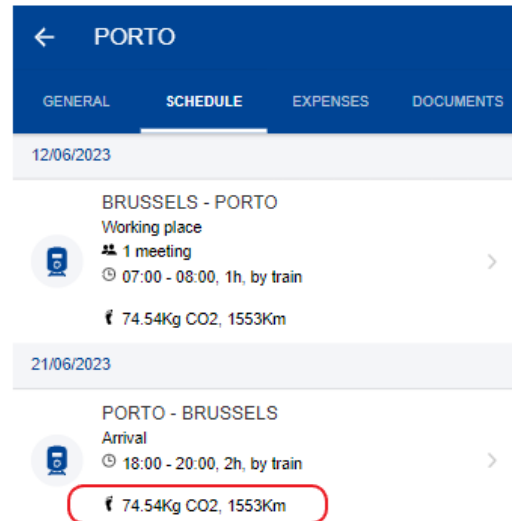 PORTO
GENERAL SCHEDULE EXPENSES DOCUMENTS
12/06/2023
BRUSSELS - PORTO
Working place
1 meeting
07:00 - 08:00, 1h, by train
74.54Kg CO2, 1553Km
21/06/2023
PORTO - BRUSSELS
Arrival
18:00 - 20:00, 2h, by train
74.54Kg CO2, 1553Km